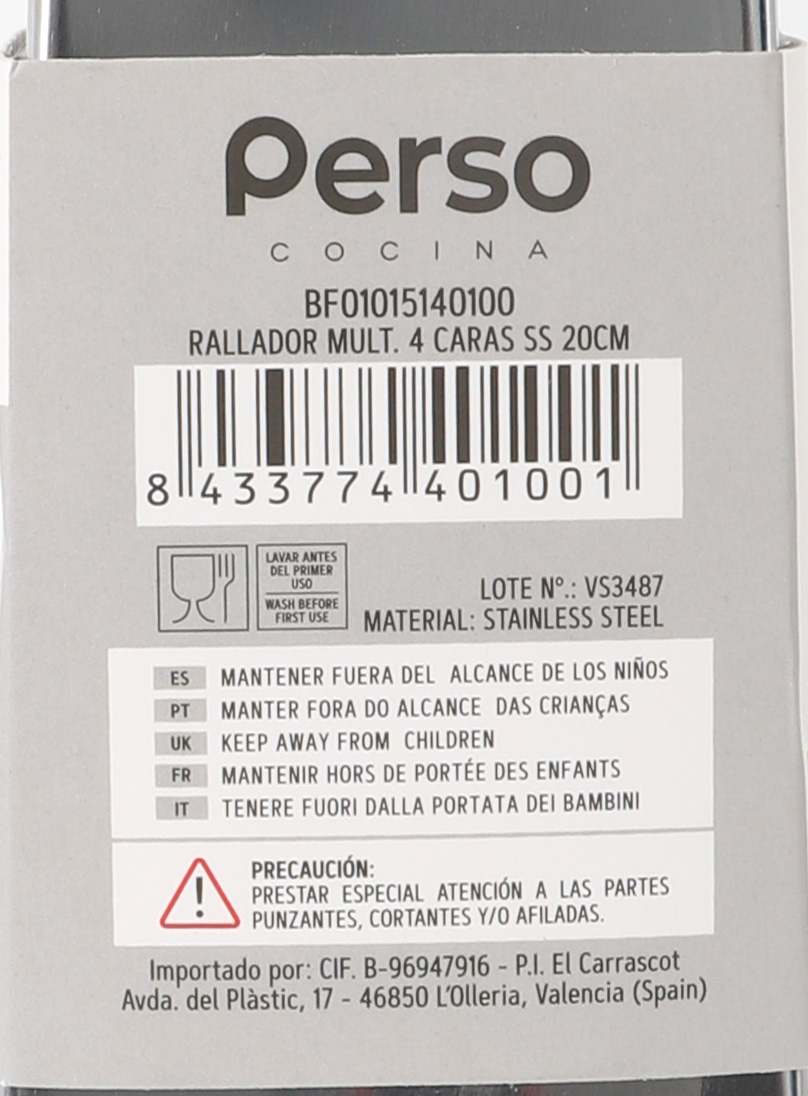 Perso
COCINA
BF01015140100
RALLADOR MULT. 4 CARAS SS 20CM
8 433774 401001
LAVAR ANTES
DEL PRIMER
USO
WASH BEFORE
FIRST USE
LOTE Nº.: VS3487
MATERIAL: STAINLESS STEEL
ES MANTENER FUERA DEL ALCANCE DE LOS NIÑOS
PT MANTER FORA DO ALCANCE DAS CRIANÇAS
UK KEEP AWAY FROM CHILDREN
FR MANTENIR HORS DE PORTÉE DES ENFANTS
IT TENERE FUORI DALLA PORTATA DEI BAMBINI
PRECAUCIÓN:
PRESTAR ESPECIAL ATENCIÓN A LAS PARTES
PUNZANTES, CORTANTES Y/O AFILADAS.
Importado por: CIF. B-96947916 - P.I. El Carrascot
Avda. del Plàstic, 17 - 46850 L'Olleria, Valencia (Spain)